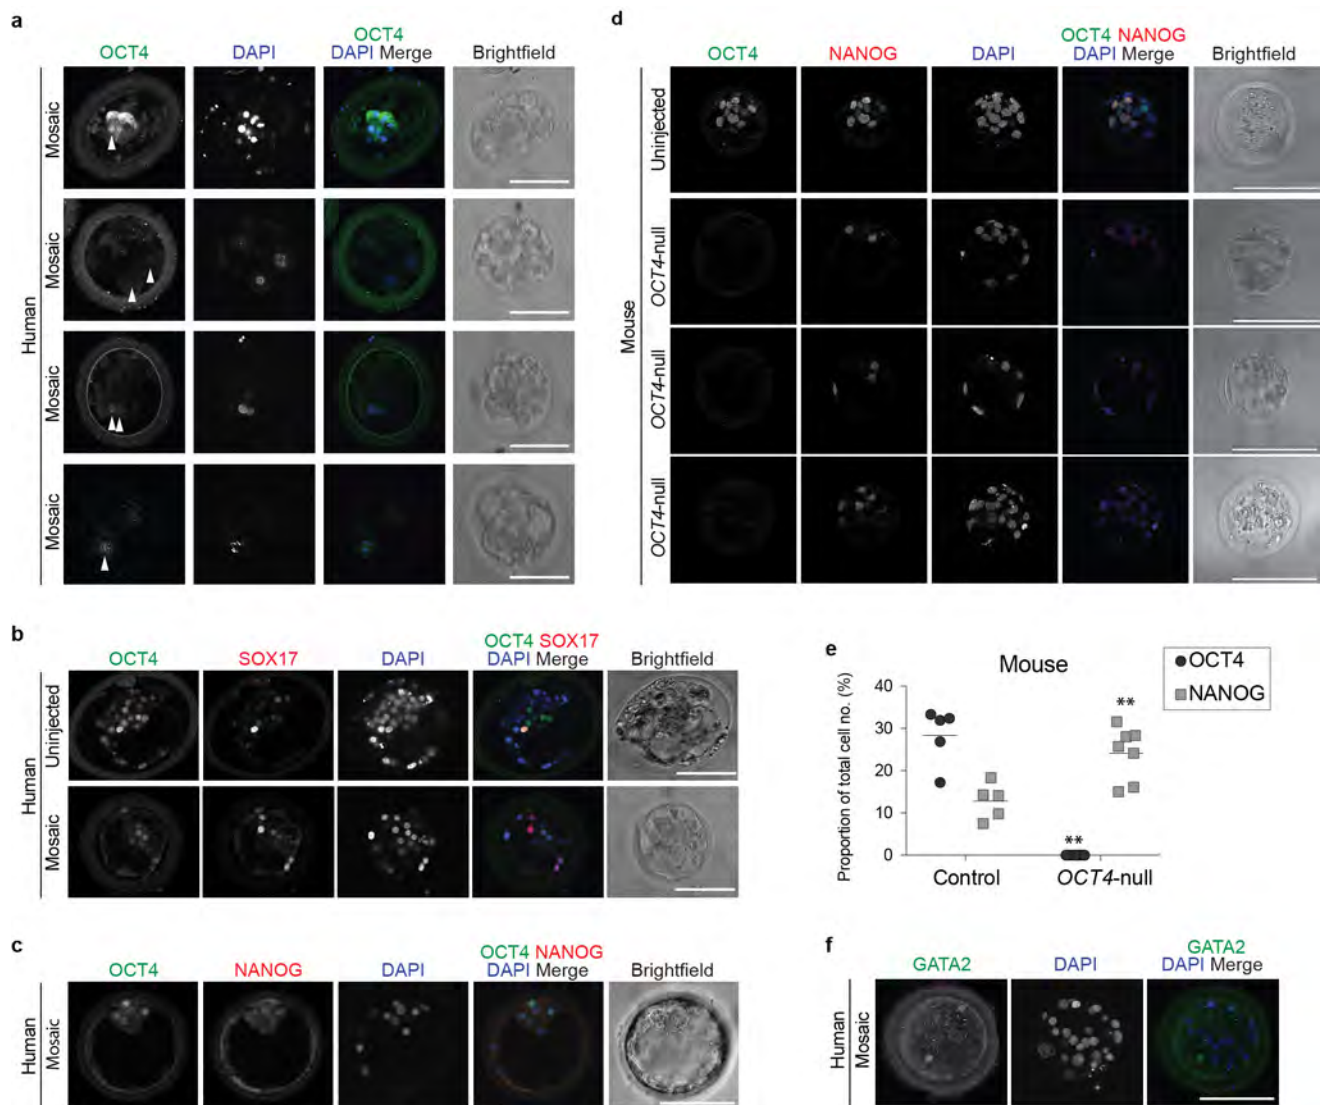 a
OCT4
DAPI
OCT4
DAPI Merge
Brightfield
Human
Mosaic
Mosaic
Mosaic
Mosaic
b
OCT4
SOX17
DAPI
OCT4 SOX17
DAPI Merge
Brightfield
Human
Uninjected
Mosaic
c
OCT4
NANOG
DAPI
OCT4 NANOG
DAPI Merge
Brightfield
Human
Mosaic
d
OCT4
NANOG
DAPI
OCT4 NANOG
DAPI Merge
Brightfield
Mouse
Uninjected
OCT4-null
OCT4-null
OCT4-null
e
Mouse
OCT4
NANOG
Proportion of total cell no. (%)
40
30
20
10
0
**
**
Control
OCT4-null
f
GATA2
DAPI
GATA2
DAPI Merge
Human
Mosaic